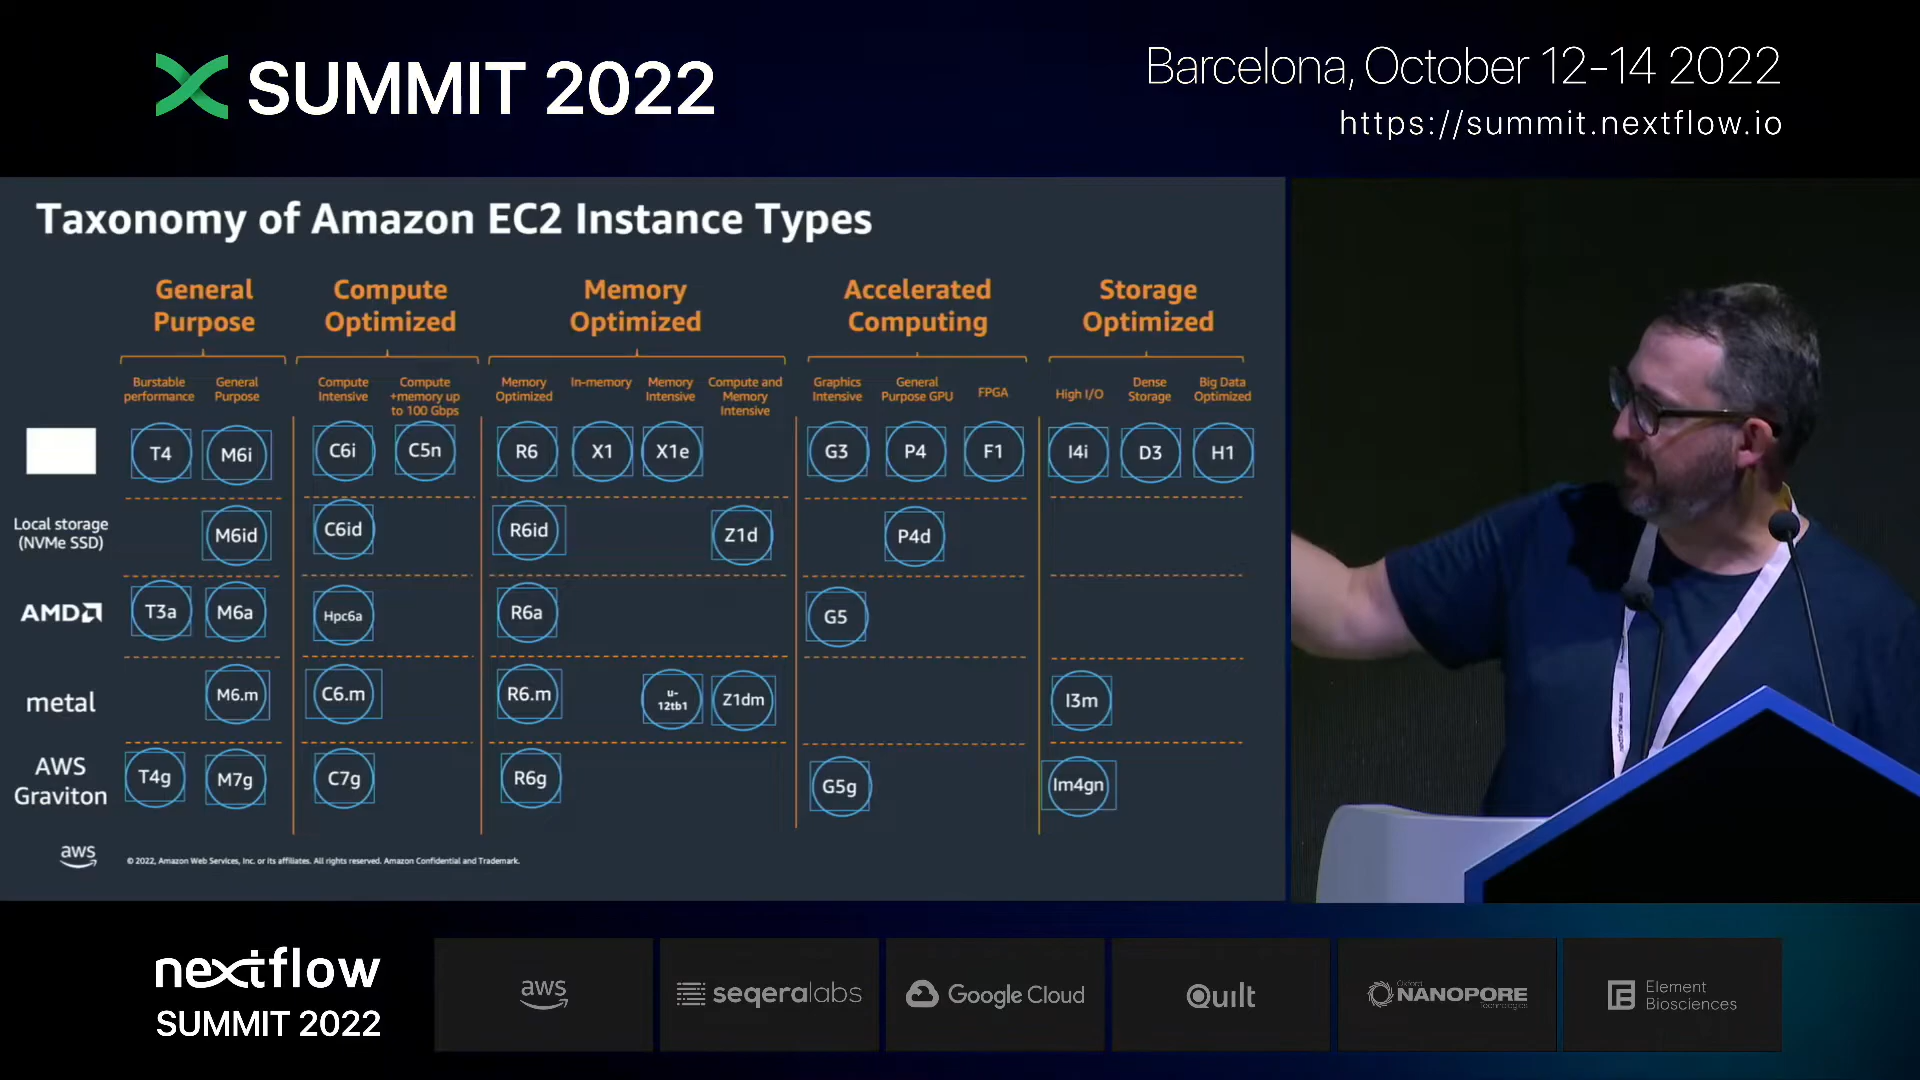 SUMMIT 2022
Barcelona, October 12-14 2022
https://summit.nextflow.io
Taxonomy of Amazon EC2 Instance Types
General
Purpose
Compute
Optimized
Memory
Optimized
Accelerated
Computing
Storage
Optimized
Burstable
performance
General
Purpose
Compute
Intensive
Compute
+memory up
to 100 Gbps
Memory
Optimized
In-memory
Memory
Intensive
Compute and
Memory
Intensive
Graphics
Intensive
General
Purpose GPU
FPGA
High I/O
Dense
Storage
Big Data
Optimized
T4 M6i C6i C5n R6 X1 X1e G3 P4 F1 I4i D3 H1
Local storage
(NVMe SSD)
M6id C6id R6id Z1d P4d
AMD
T3a M6a Hpc6a R6a G5
metal
M6.m C6.m R6.m
u-
12tb1
Z1dm I3m
AWS
Graviton
T4g M7g C7g R6g G5g Im4gn
aws
© 2022, Amazon Web Services, Inc. or its affiliates. All rights reserved. Amazon Confidential and Trademark.
nextflow
SUMMIT 2022
aws
seqeralabs
Google Cloud
Quilt
Oxford
NANOPORE
Technologies
Element
Biosciences